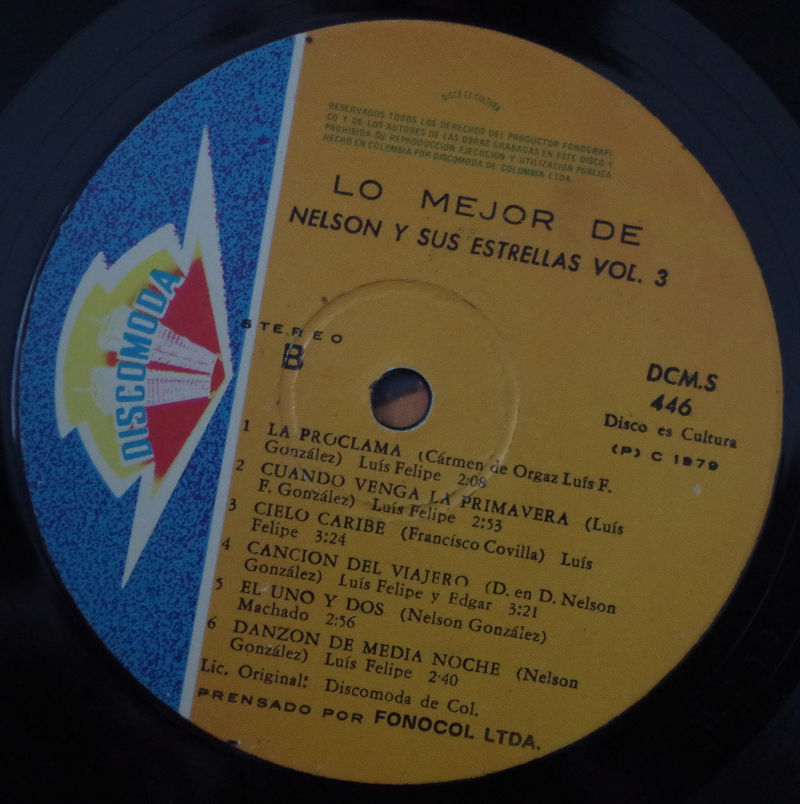 DISCO ES CULTURA
RESERVADOS TODOS LOS DERECHOS DEL PRODUCTOR FONOGRAFI
CO Y DE LOS AUTORES DE LAS OBRAS GRABADAS EN ESTE DISCO Y
PROHIBIDA SU REPRODUCCION EJECUCION Y UTILIZACION PUBLICA
HECHO EN COLOMBIA POR DISCOMODA DE COLOMBIA LTDA.
LO MEJOR DE
NELSON Y SUS ESTRELLAS VOL. 3
STEREO
B
DISCOMODA
DCM.S
446
Disco es Cultura
(P) C 1979
1 LA PROCLAMA (Cármen de Orgaz Luís F.
González) Luís Felipe 2:08
2 CUANDO VENGA LA PRIMAVERA (Luís
F. González) Luís Felipe 2:53
3 CIELO CARIBE (Francisco Covilla) Luís
Felipe 3:24
4 CANCION DEL VIAJERO (D. en D. Nelson
González) Luís Felipe y Edgar 3:21
5 EL UNO Y DOS (Nelson González)
Machado 2:56
6 DANZON DE MEDIA NOCHE (Nelson
González) Luís Felipe 2:40
Lic. Original: Discomoda de Col.
PRENSADO POR FONOCOL LTDA.